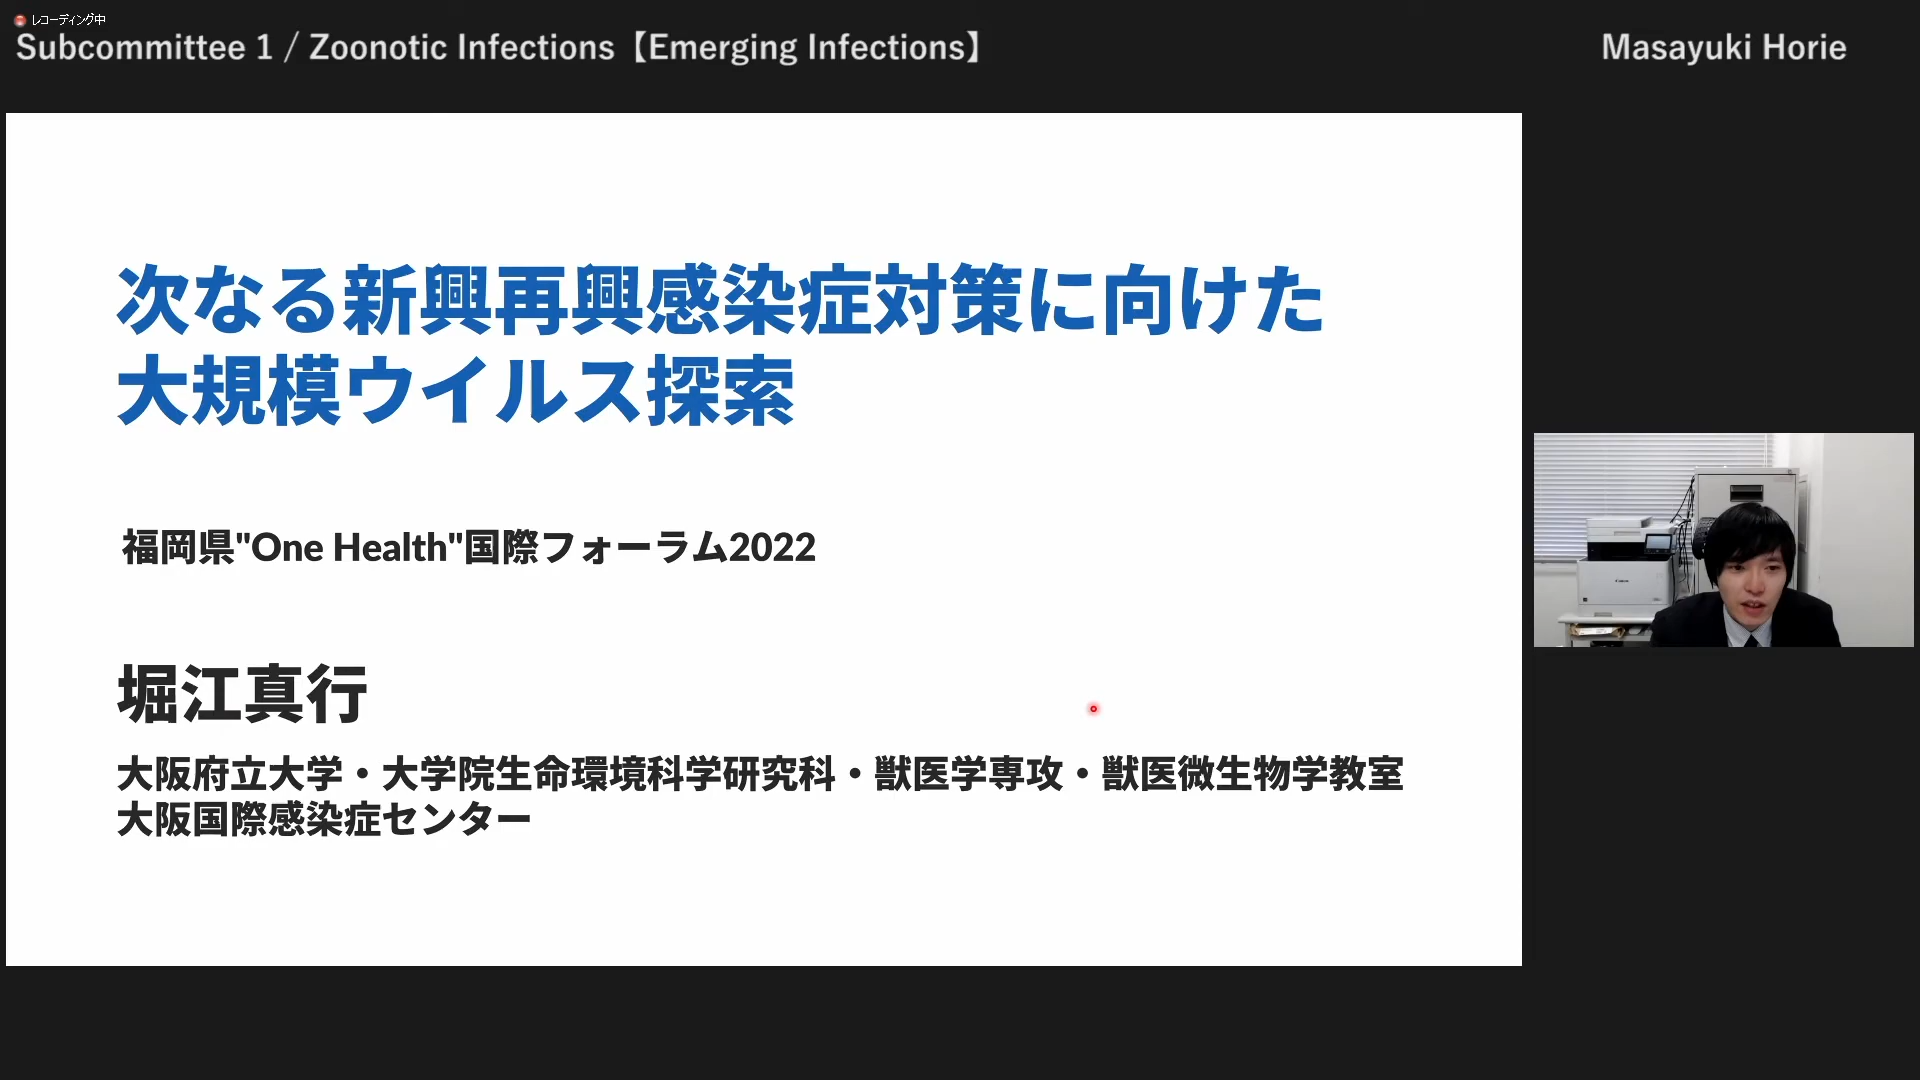 レコーディング中
Subcommittee 1 / Zoonotic Infections【Emerging Infections】
Masayuki Horie
次なる新興再興感染症対策に向けた
大規模ウイルス探索
福岡県"One Health"国際フォーラム2022
堀江真行
大阪府立大学・大学院生命環境科学研究科・獣医学専攻・獣医微生物学教室
大阪国際感染症センター
Canon